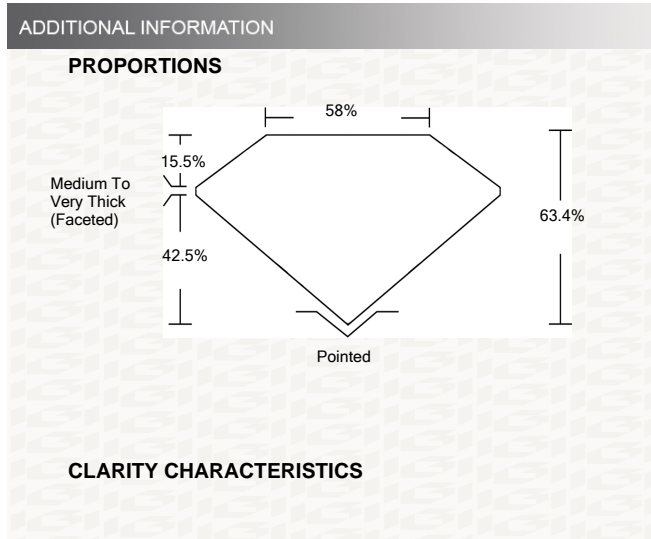 ADDITIONAL INFORMATION
PROPORTIONS
58%
15.5%
Medium To
Very Thick
(Faceted)
63.4%
42.5%
Pointed
CLARITY CHARACTERISTICS